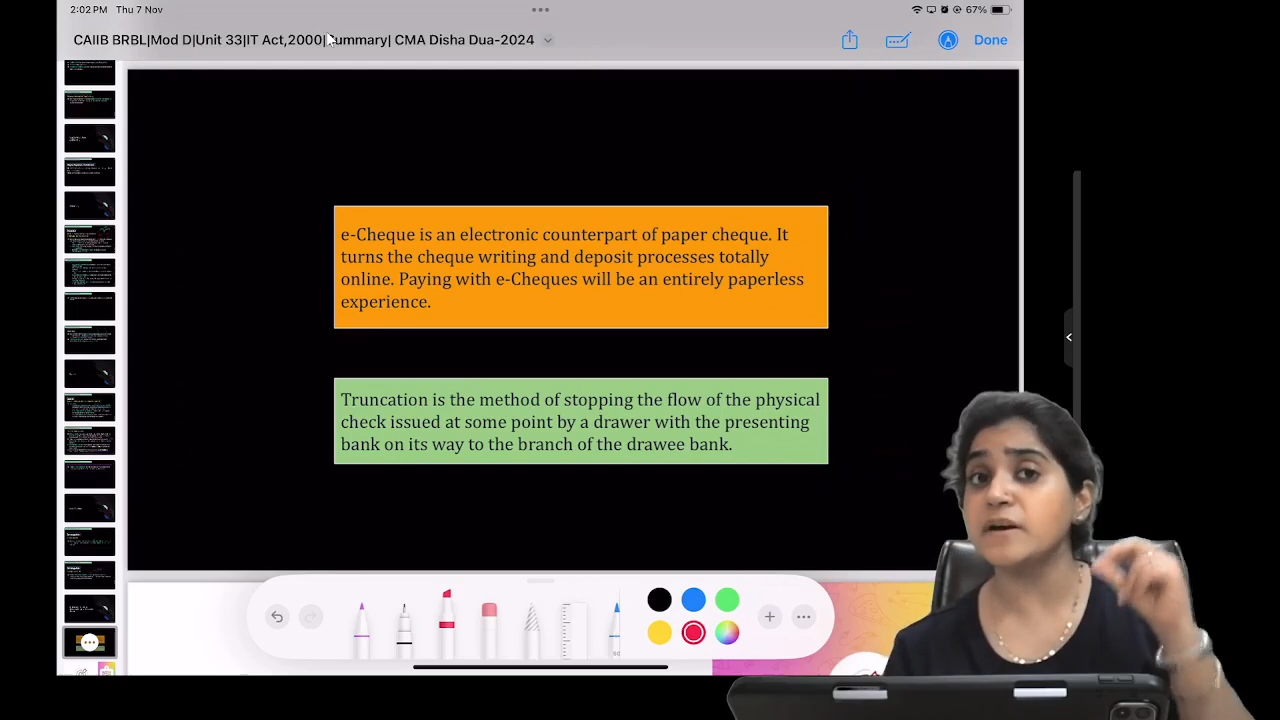 2:02 PM Thu 7 Nov
67%
CAIIB BRBL|Mod D|Unit 33|IT Act,2000|Summary| CMA Disha Dua-2024
Done
e-Cheque is an electronic counterpart of paper cheque. It
turns the cheque writing and deposit processes totally
online. Paying with e-Cheques will be an entirely paperless
experience.
Truncation is the method of stopping the flow of the physical
check issued at some point by a drawer with the presenting
bank on its way to the branch of the drawee bank.